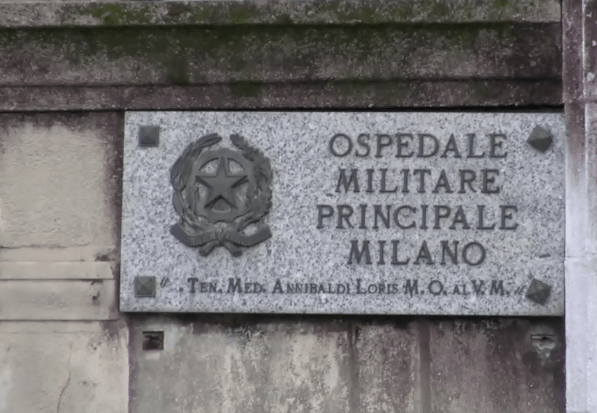 OSPEDALE
MILITARE
PRINCIPALE
MILANO
"TEN. MED. ANNIBALDI LORIS M.O. AL V.M."